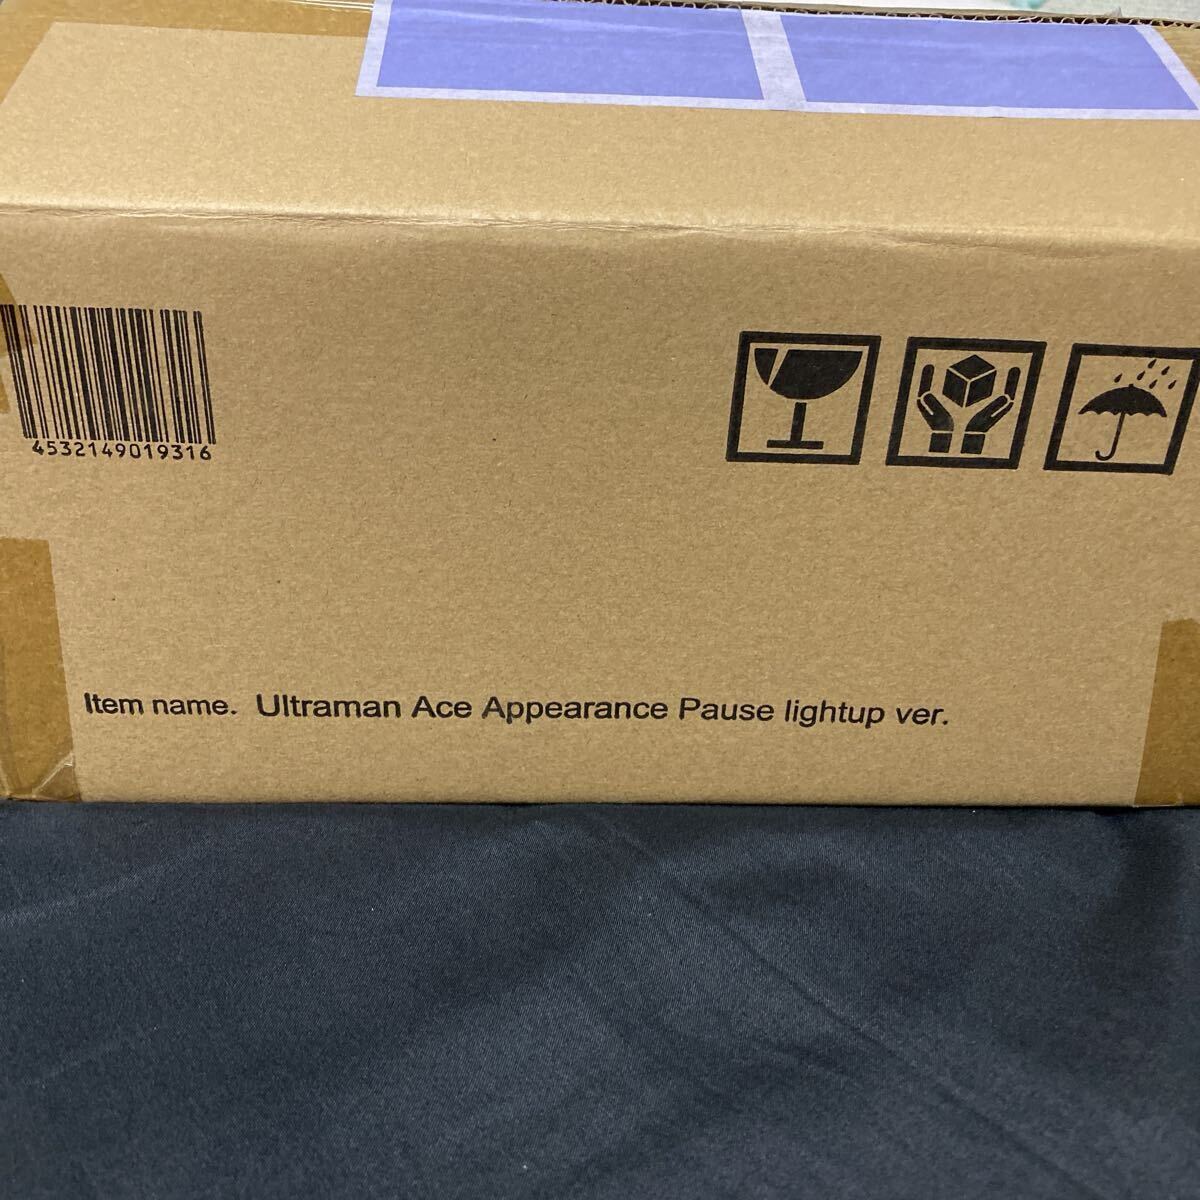 4532149019316
Item name. Ultraman Ace Appearance Pause lightup ver.